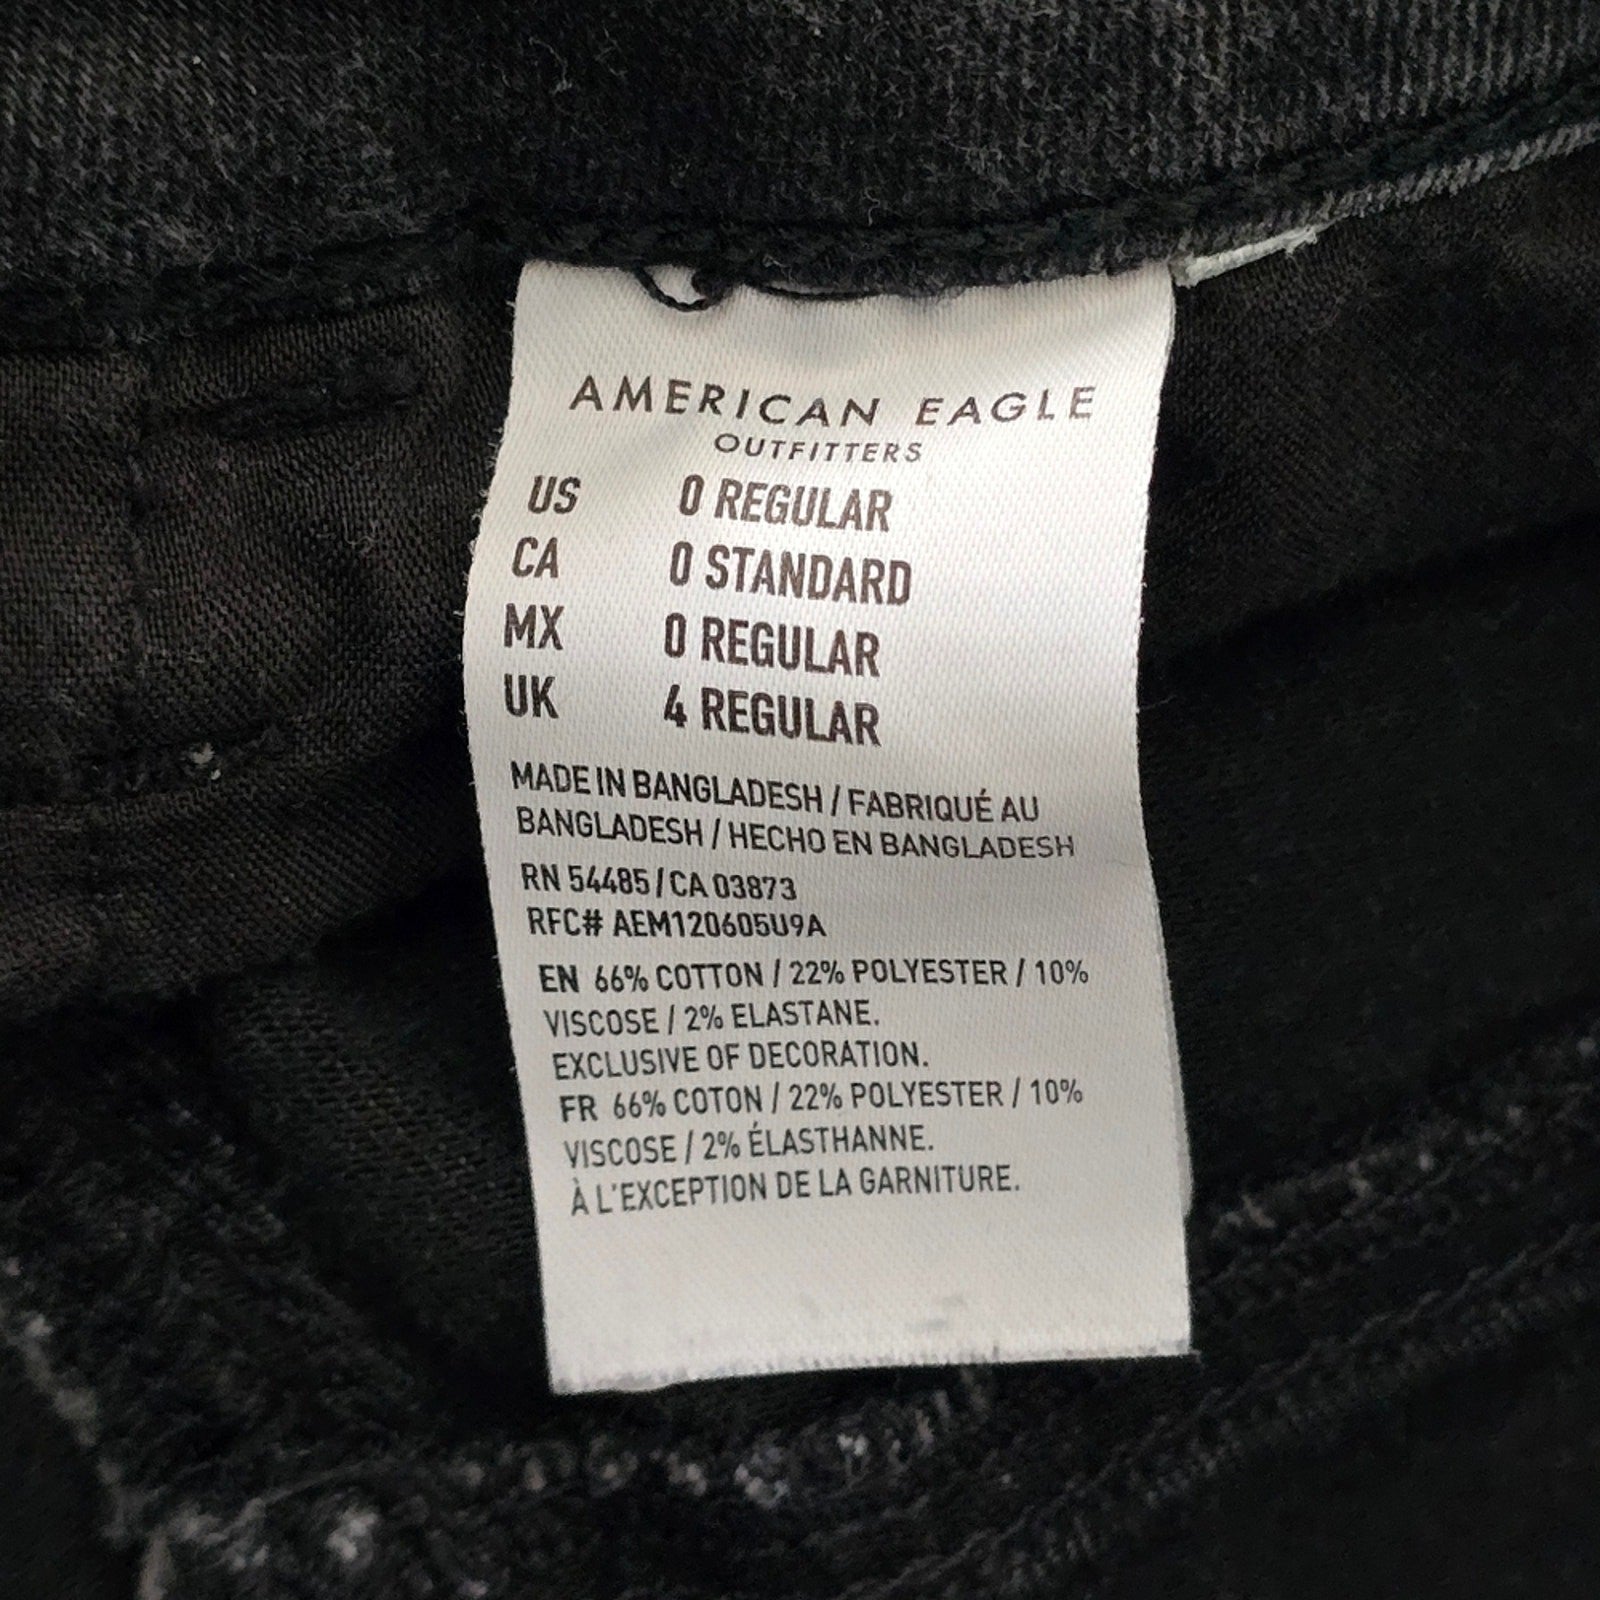 AMERICAN EAGLE
OUTFITTERS
US 0 REGULAR
CA 0 STANDARD
MX 0 REGULAR
UK 4 REGULAR
MADE IN BANGLADESH / FABRIQUÉ AU
BANGLADESH / HECHO EN BANGLADESH
RN 54485 / CA 03873
RFC# AEM120605U9A
EN 66% COTTON / 22% POLYESTER / 10%
VISCOSE / 2% ELASTANE.
EXCLUSIVE OF DECORATION.
FR 66% COTON / 22% POLYESTER / 10%
VISCOSE / 2% ÉLASTHANNE.
À L'EXCEPTION DE LA GARNITURE.